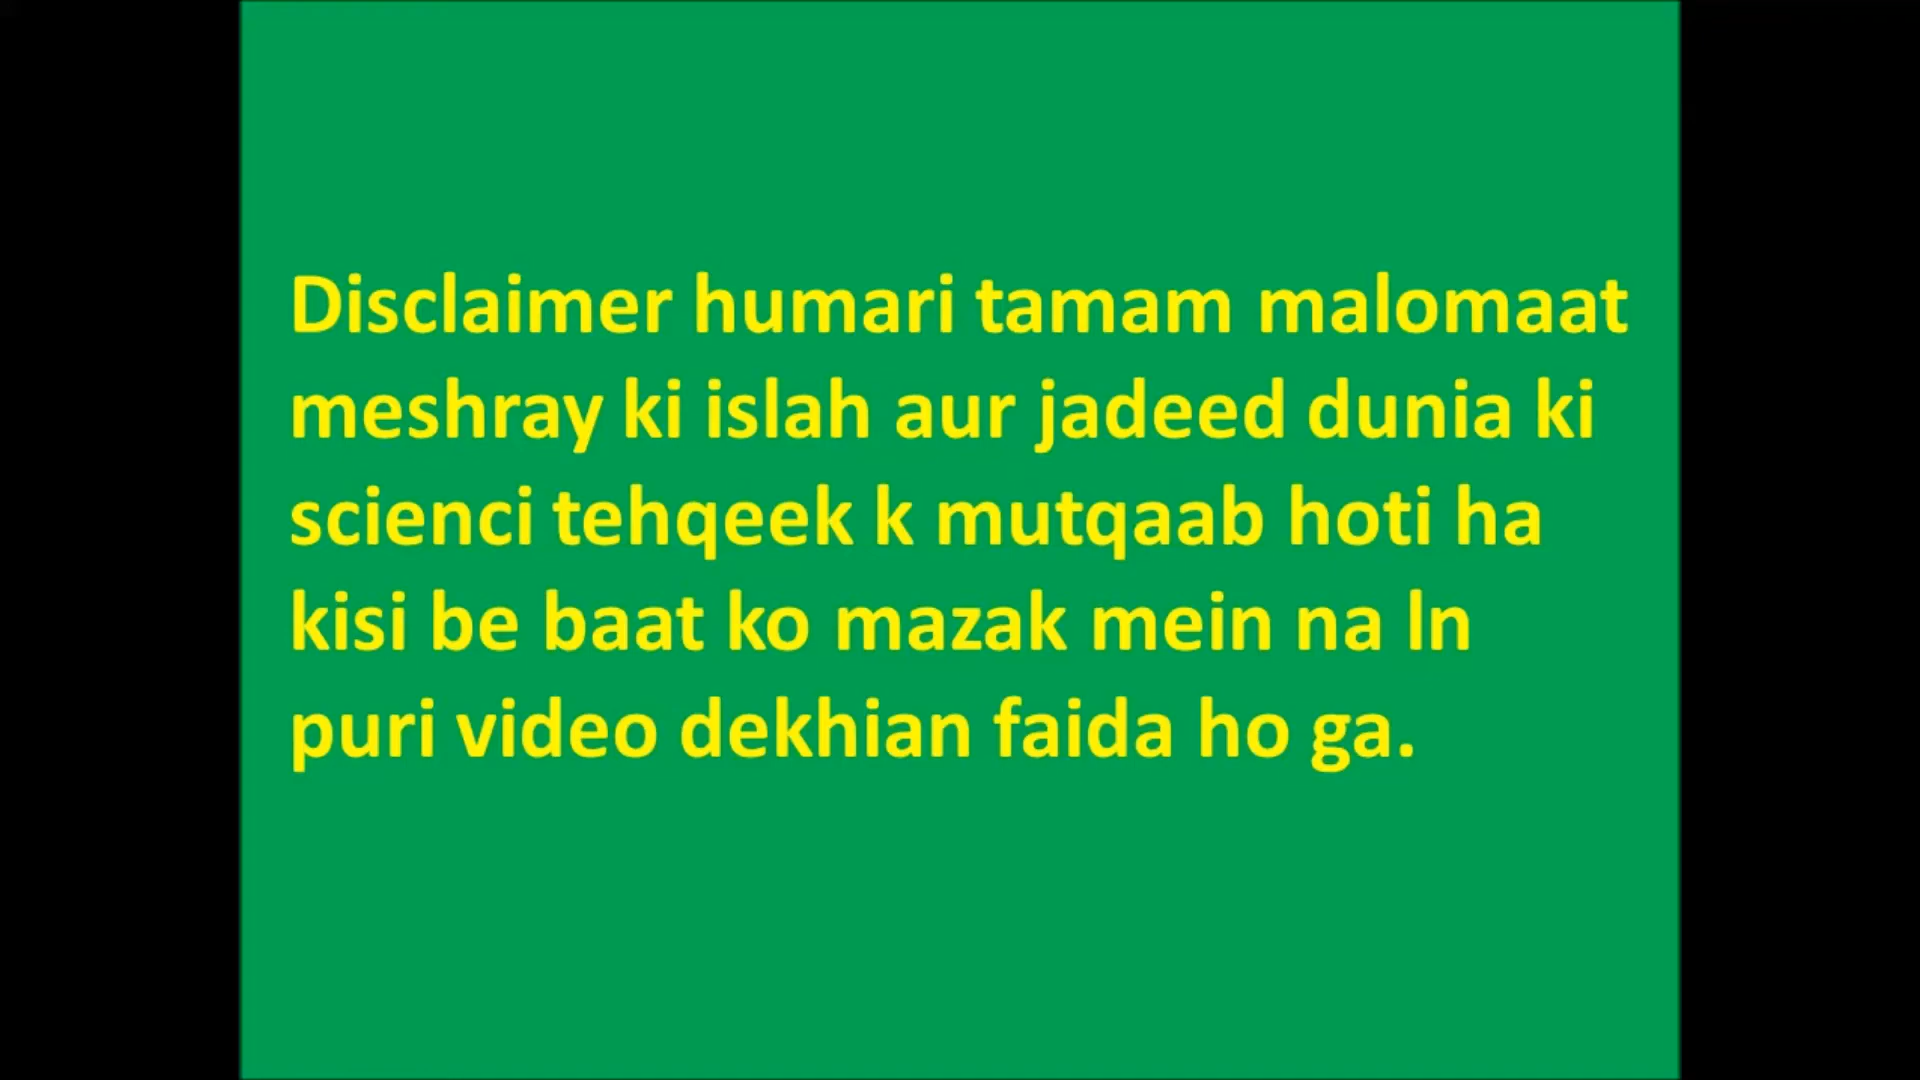 Disclaimer humari tamam malomaat
meshray ki islah aur jadeed dunia ki
scienci tehqeek k mutqaab hoti ha
kisi be baat ko mazak mein na ln
puri video dekhian faida ho ga.